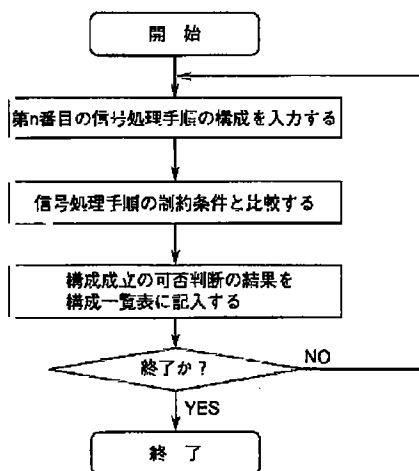 開 始
第n番目の信号処理手順の構成を入力する
信号処理手順の制約条件と比較する
構成成立の可否判断の結果を
構成一覧表に記入する
終了か?
NO
YES
終 了